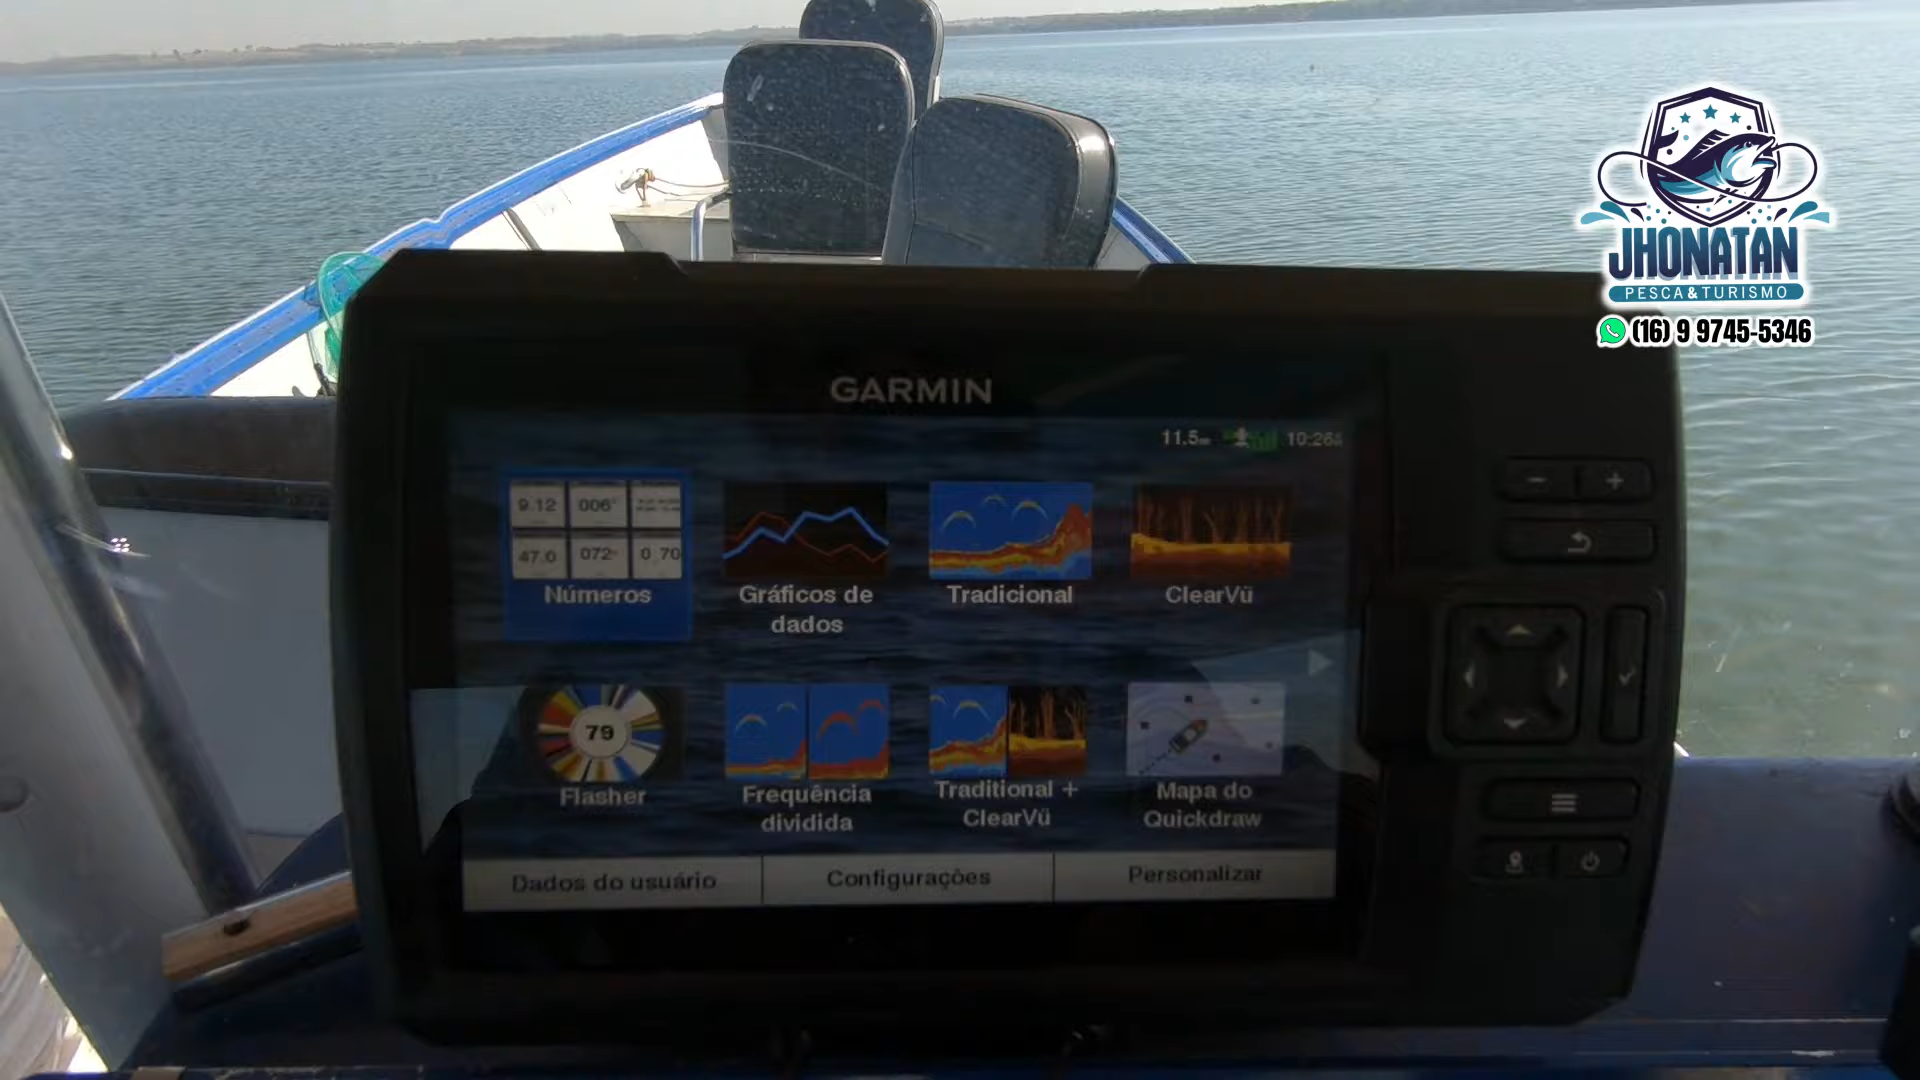 JHONATAN
PESCA&TURISMO
(16) 9 9745-5346
GARMIN
11.5m 10:26
9.12 006°
47.0 072° 0.70
Números
Gráficos de
dados
Tradicional
ClearVü
79
Flasher
Frequência
dividida
Traditional +
ClearVü
Mapa do
Quickdraw
Dados do usuário
Configurações
Personalizar